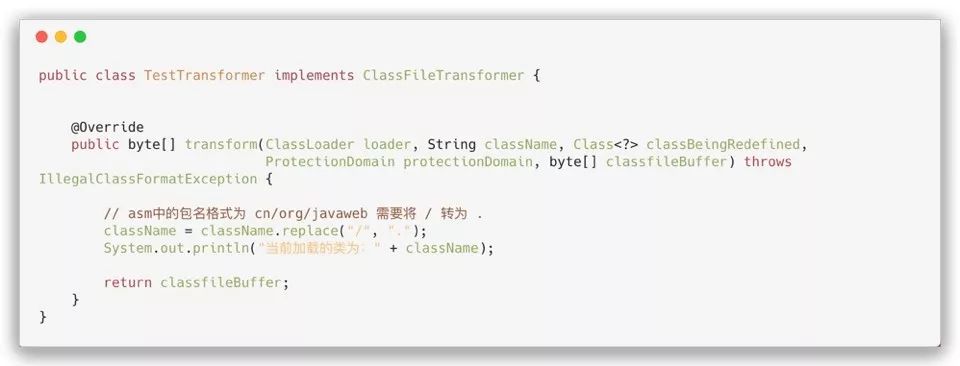 public class TestTransformer implements ClassFileTransformer {
@Override
public byte[] transform(ClassLoader loader, String className, Class<?> classBeingRedefined,
ProtectionDomain protectionDomain, byte[] classfileBuffer) throws
IllegalClassFormatException {
// asm中的包名格式为 cn/org/javaweb 需要将 / 转为 .
className = className.replace("/", ".");
System.out.println("当前加载的类为：" + className);
return classfileBuffer;
}
}